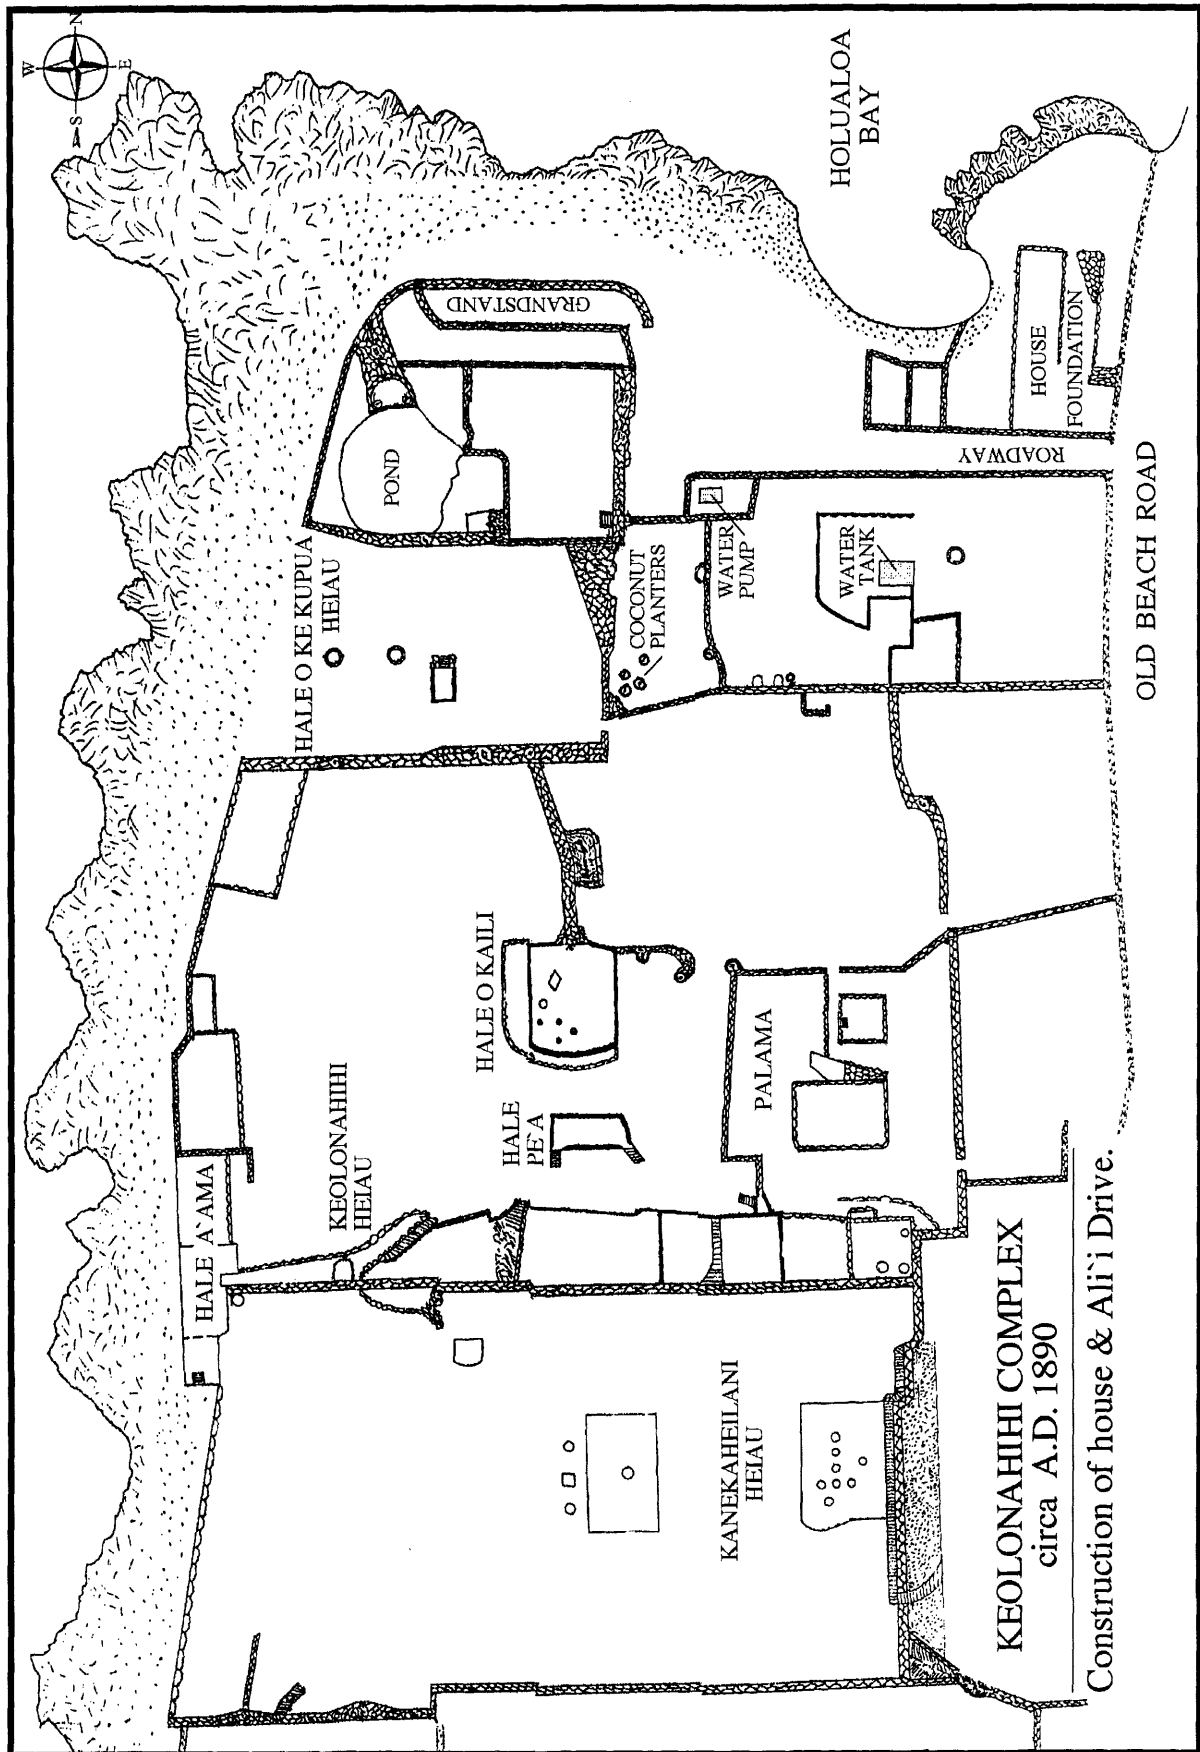 N
W
E
S
HOLUALOA
BAY
GRANDSTAND
POND
HOUSE
FOUNDATION
ROADWAY
OLD BEACH ROAD
WATER
PUMP
WATER
TANK
COCONUT
PLANTERS
HALE O KE KUPUA
HEIAU
HALE O KAILI
PALAMA
HALE
PE`A
KEOLONAHIHI
HEIAU
HALE A`AMA
KANEKAHEILANI
HEIAU
KEOLONAHIHI COMPLEX
circa A.D. 1890
Construction of house & Ali`i Drive.